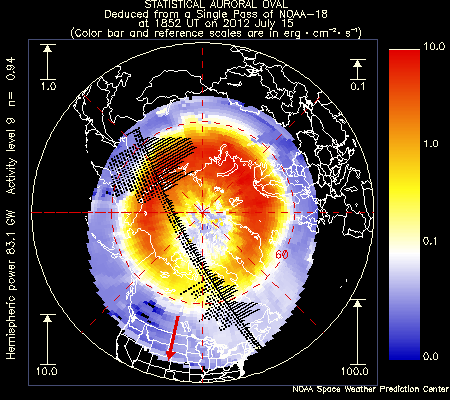 STATISTICAL AURORAL OVAL
Deduced from a Single Pass of NOAA-18
at 1852 UT on 2012 July 15
(Color bar and reference scales are in erg·cm⁻²·s⁻¹)
1.0
0.1
10.0
1.0
0.1
0.0
60
10.0
100.0
Hemispheric power 83.1 GW Activity level 9 n= 0.94
NOAA Space Weather Prediction Center